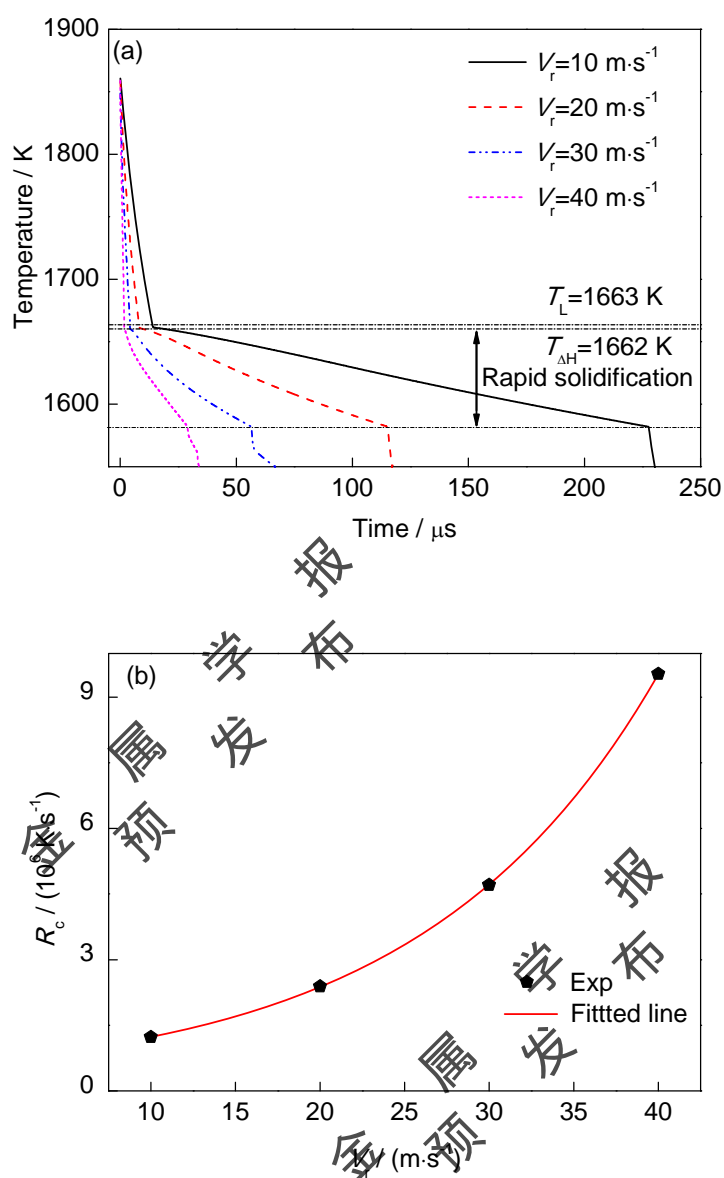 1900
(a)
V_r=10 m·s⁻¹
V_r=20 m·s⁻¹
V_r=30 m·s⁻¹
V_r=40 m·s⁻¹
1800
1700
1600
Temperature / K
T_L=1663 K
T_ΔH=1662 K
Rapid solidification
0 50 100 150 200 250
Time / μs
报
学 布
属 发
金 预
(b)
9
6
3
0
R_c / (10⁶ K·s⁻¹)
Exp
Fittted line
报
学 布
属 发
金 预
10 15 20 25 30 35 40
V_r / (m·s⁻¹)